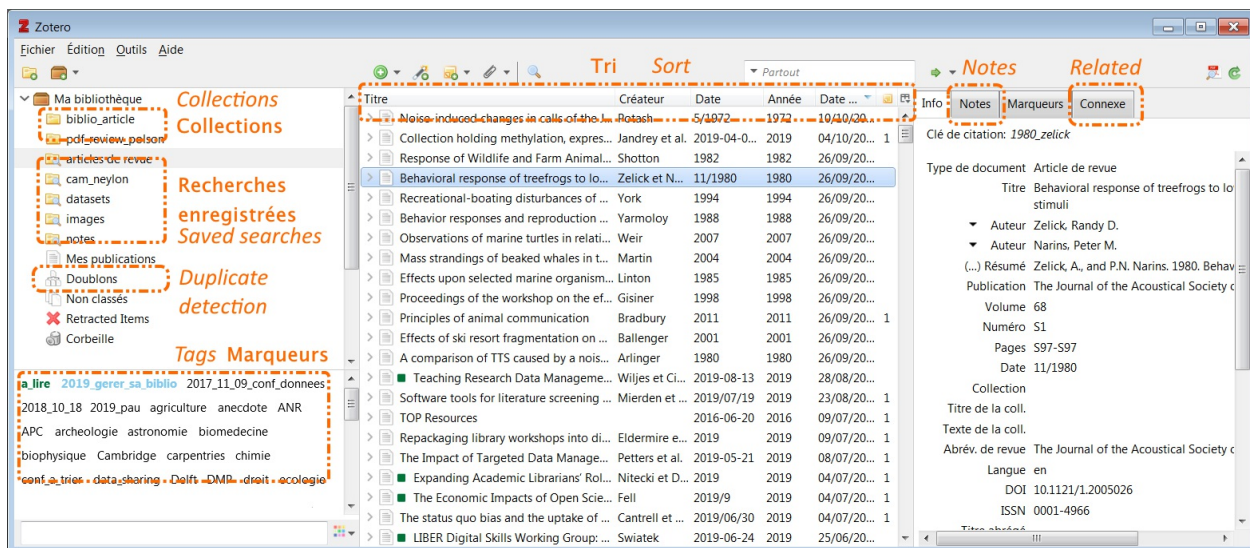 Zotero
Fichier Édition Outils Aide
Tri Sort
Partout
Notes Related
Ma bibliothèque
biblio_article
pdf_review_pelson
articles de revue
cam_neylon
datasets
images
notes
Mes publications
Doublons
Non classés
Retracted Items
Corbeille
Collections
Collections
Recherches
enregistrées
Saved searches
Duplicate
detection
Tags Marqueurs
a_lire 2019_gerer_sa_biblio 2017_11_09_conf_donnees
2018_10_18 2019_pau agriculture anecdote ANR
APC archeologie astronomie biomedecine
biophysique Cambridge carpentries chimie
conf_a_trier data_sharing Delft DMP droit ecologie
Titre Créateur Date Année Date ...
Noise-induced changes in calls of the l... Potash 5/1972 1972 10/10/20...
Collection holding methylation, expres... Jandrey et al. 2019-04-0... 2019 04/10/20... 1
Response of Wildlife and Farm Animal... Shotton 1982 1982 26/09/20...
Behavioral response of treefrogs to lo... Zelick et N... 11/1980 1980 26/09/20...
Recreational-boating disturbances of ... York 1994 1994 26/09/20...
Behavior responses and reproduction ... Yarmoloy 1988 1988 26/09/20...
Observations of marine turtles in relati... Weir 2007 2007 26/09/20...
Mass strandings of beaked whales in t... Martin 2004 2004 26/09/20...
Effects upon selected marine organism... Linton 1985 1985 26/09/20...
Proceedings of the workshop on the ef... Gisiner 1998 1998 26/09/20...
Principles of animal communication Bradbury 2011 2011 26/09/20... 1
Effects of ski resort fragmentation on ... Ballenger 2001 2001 26/09/20...
A comparison of TTS caused by a nois... Arlinger 1980 1980 26/09/20...
Teaching Research Data Manageme... Wiljes et Ci... 2019-08-13 2019 28/08/20...
Software tools for literature screening ... Mierden et ... 2019/07/19 2019 23/08/20... 1
TOP Resources 2016-06-20 2016 09/07/20... 1
Repackaging library workshops into di... Eldermire e... 2019 2019 09/07/20... 1
The Impact of Targeted Data Manage... Petters et al. 2019-05-21 2019 08/07/20... 1
Expanding Academic Librarians' Rol... Nitecki et D... 2019 2019 04/07/20... 1
The Economic Impacts of Open Scie... Fell 2019/9 2019 04/07/20... 1
The status quo bias and the uptake of ... Cantrell et ... 2019/06/30 2019 04/07/20... 1
LIBER Digital Skills Working Group: ... Swiatek 2019-06-24 2019 25/06/20...
Info Notes Marqueurs Connexe
Clé de citation: 1980_zelick
Type de document Article de revue
Titre Behavioral response of treefrogs to lo
stimuli
Auteur Zelick, Randy D.
Auteur Narins, Peter M.
(...) Résumé Zelick, A., and P.N. Narins. 1980. Behav
Publication The Journal of the Acoustical Society o
Volume 68
Numéro S1
Pages S97-S97
Date 11/1980
Collection
Titre de la coll.
Texte de la coll.
Abrév. de revue The Journal of the Acoustical Society o
Langue en
DOI 10.1121/1.2005026
ISSN 0001-4966
Titre abrégé